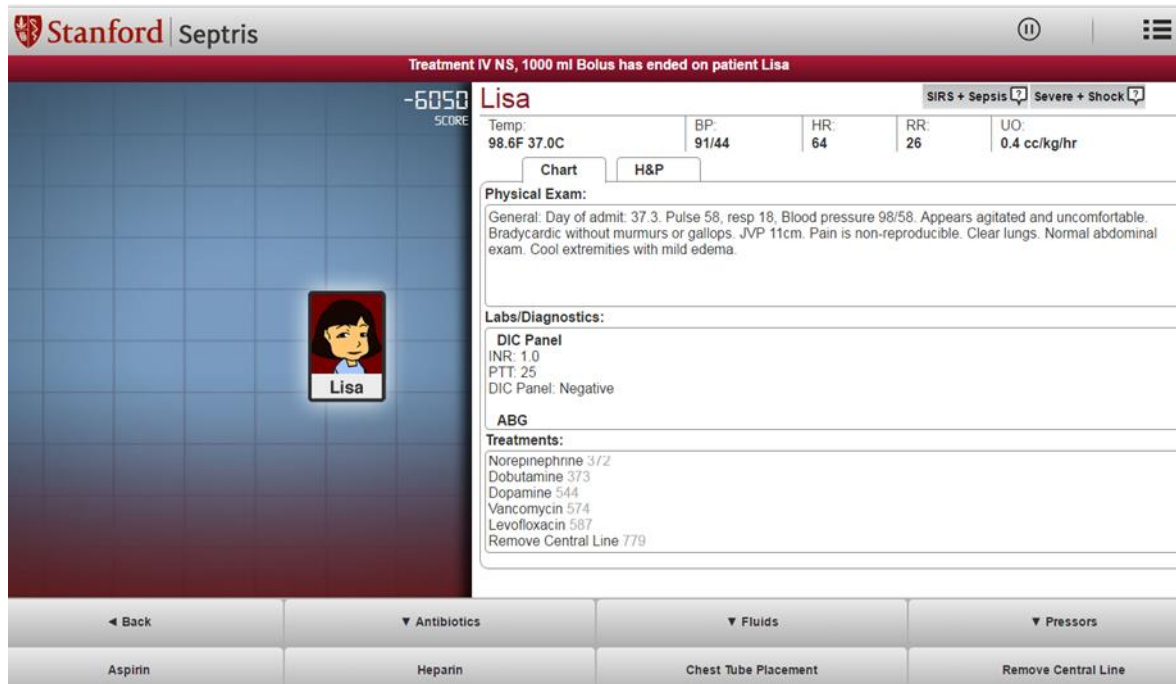 Stanford Septris
Treatment IV NS, 1000 ml Bolus has ended on patient Lisa
-6050
SCORE
Lisa
Lisa
SIRS + Sepsis ? Severe + Shock ?
Temp: BP: HR: RR: UO:
98.6F 37.0C 91/44 64 26 0.4 cc/kg/hr
Chart H&P
Physical Exam:
General: Day of admit: 37.3. Pulse 58, resp 18, Blood pressure 98/58. Appears agitated and uncomfortable.
Bradycardic without murmurs or gallops. JVP 11cm. Pain is non-reproducible. Clear lungs. Normal abdominal
exam. Cool extremities with mild edema.
Labs/Diagnostics:
DIC Panel
INR: 1.0
PTT: 25
DIC Panel: Negative
ABG
Treatments:
Norepinephrine 372
Dobutamine 373
Dopamine 544
Vancomycin 574
Levofloxacin 587
Remove Central Line 779
◄ Back ▼ Antibiotics ▼ Fluids ▼ Pressors
Aspirin Heparin Chest Tube Placement Remove Central Line